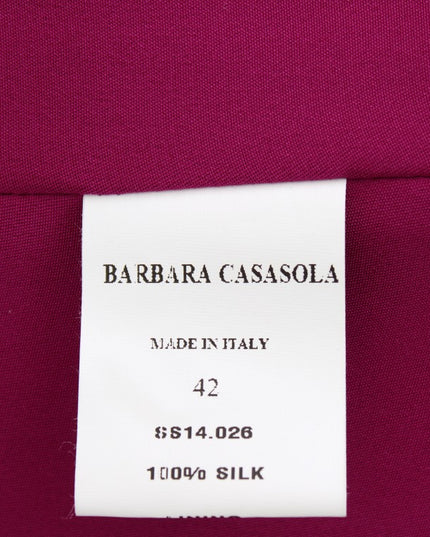 BARBARA CASASOLA
MADE IN ITALY
42
SS14.026
100% SILK